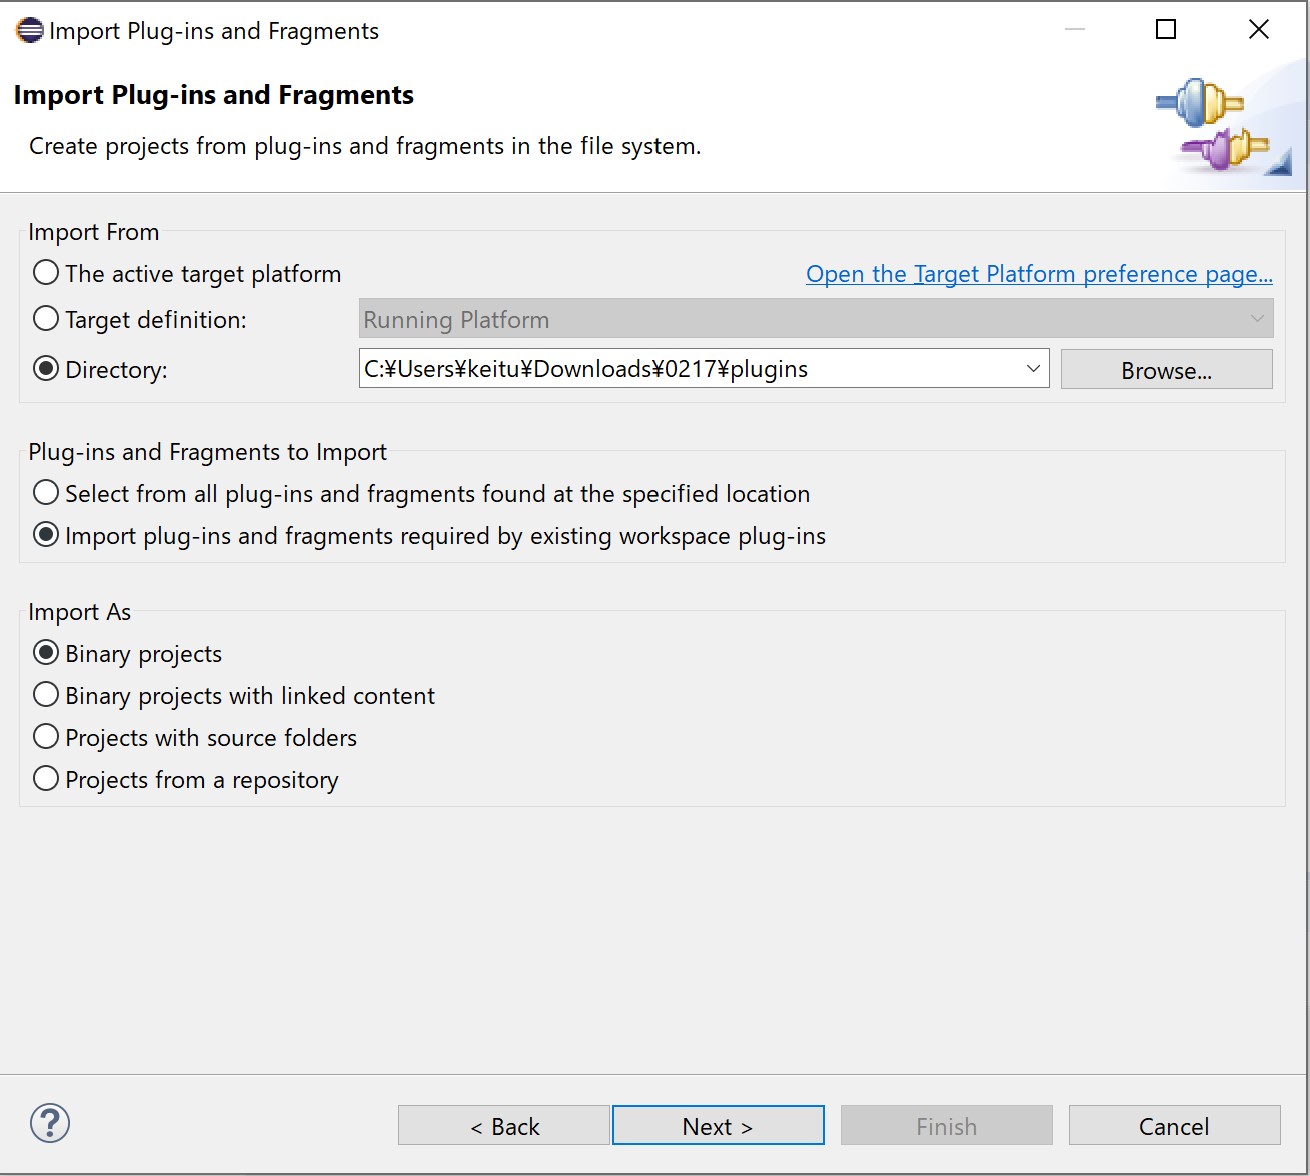 Import Plug-ins and Fragments
Import Plug-ins and Fragments
Create projects from plug-ins and fragments in the file system.
Import From
The active target platform
Open the Target Platform preference page...
Target definition:
Running Platform
Directory:
C:¥Users¥keitu¥Downloads¥0217¥plugins
Browse...
Plug-ins and Fragments to Import
Select from all plug-ins and fragments found at the specified location
Import plug-ins and fragments required by existing workspace plug-ins
Import As
Binary projects
Binary projects with linked content
Projects with source folders
Projects from a repository
?
< Back
Next >
Finish
Cancel